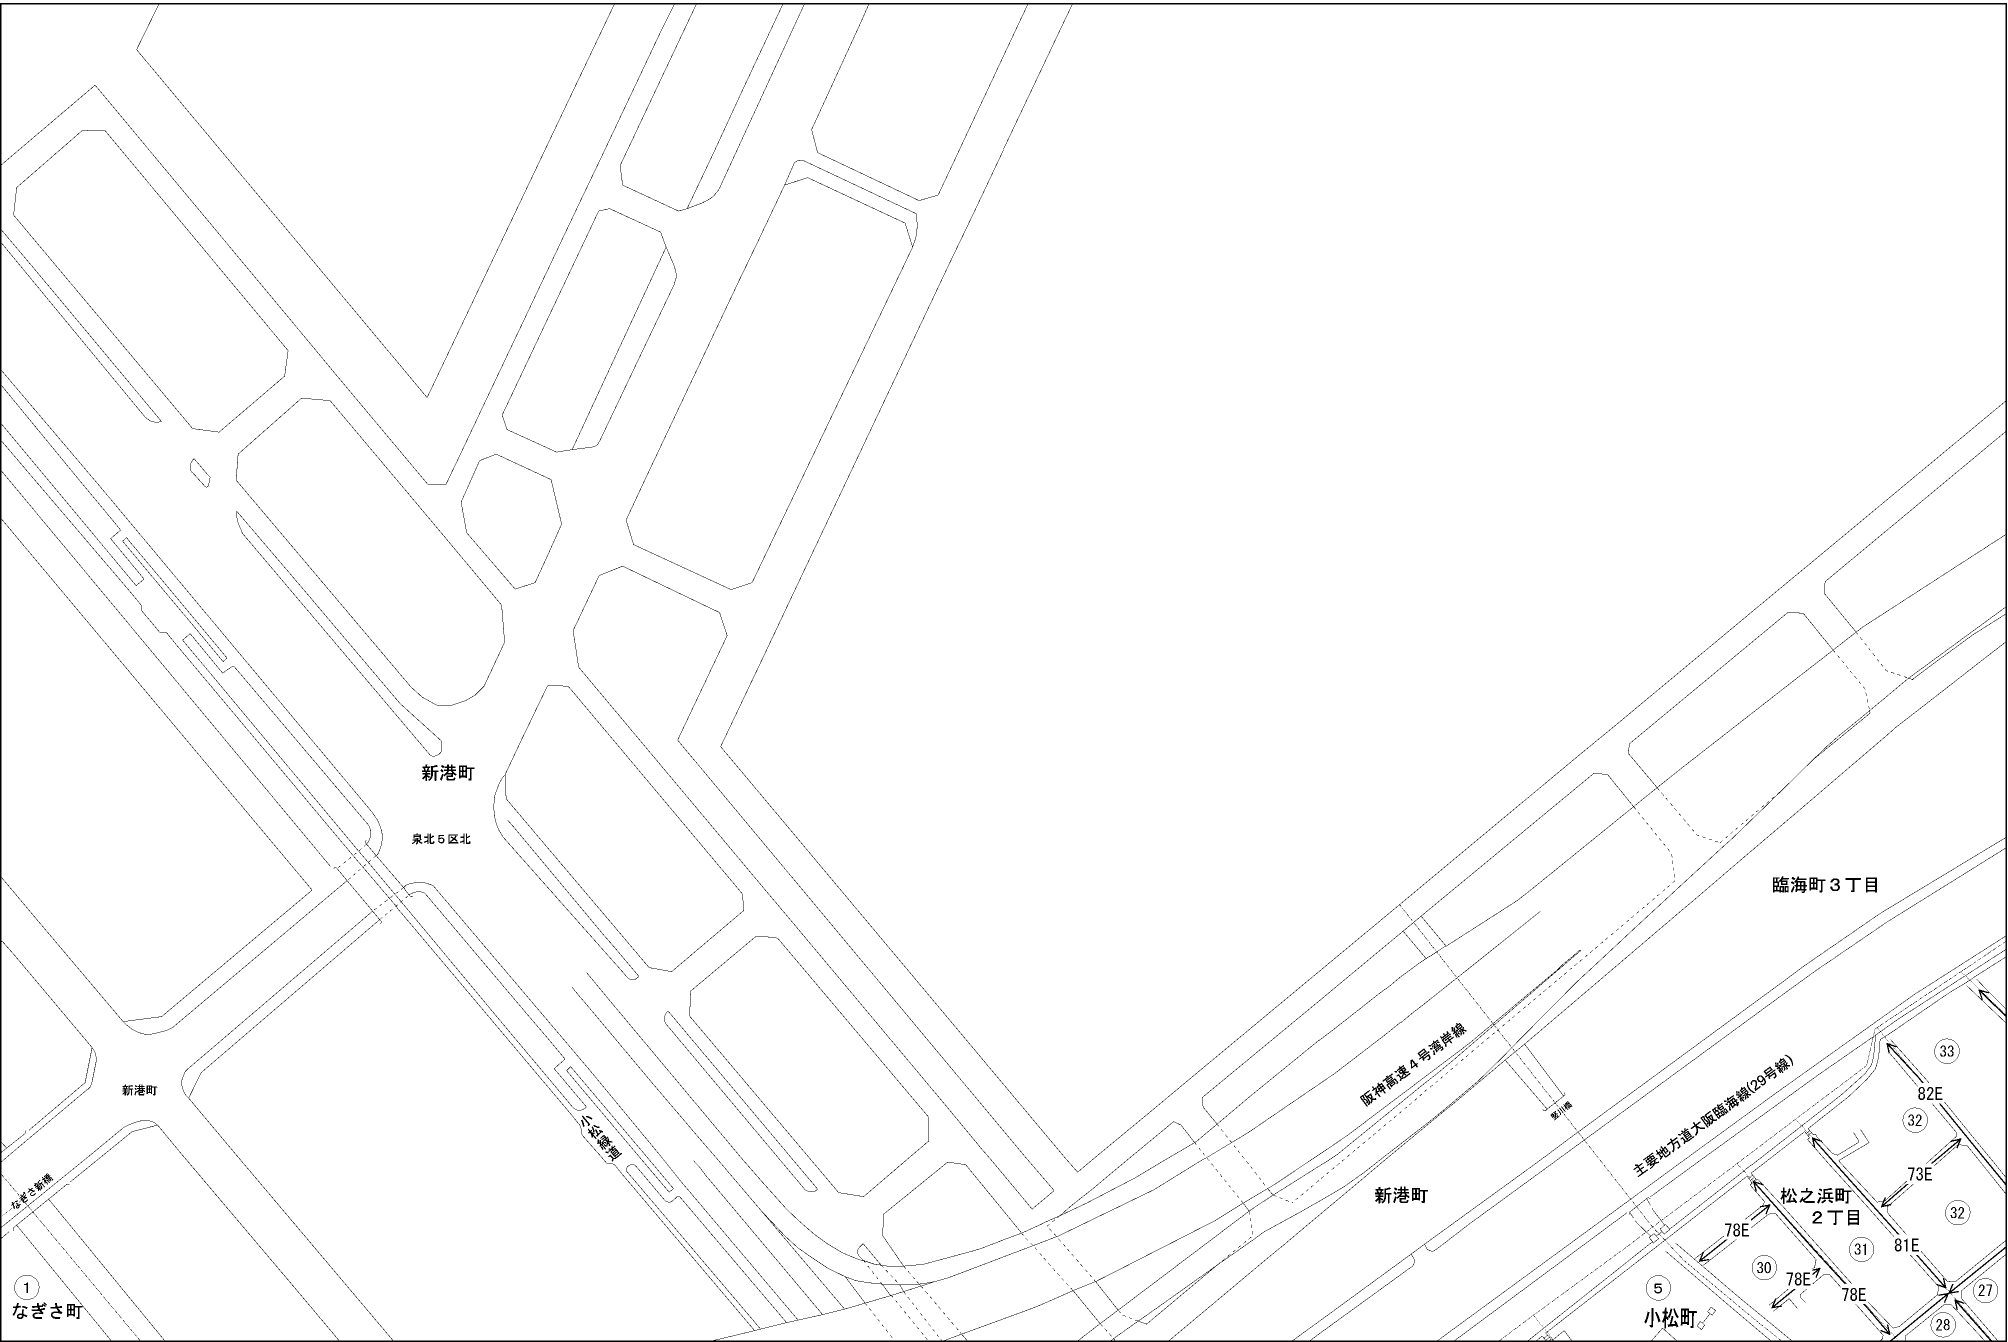 新港町
泉北５区北
新港町
なぎさ新橋
①
なぎさ町
小松緑道
阪神高速４号湾岸線
臨海町３丁目
主要地方道大阪臨海線(29号線)
新港町
㉝
82E
㉜
73E
松之浜町
２丁目
㉜
78E
81E
㉛
㉚
78E
78E
⑤
小松町
㉗
㉘